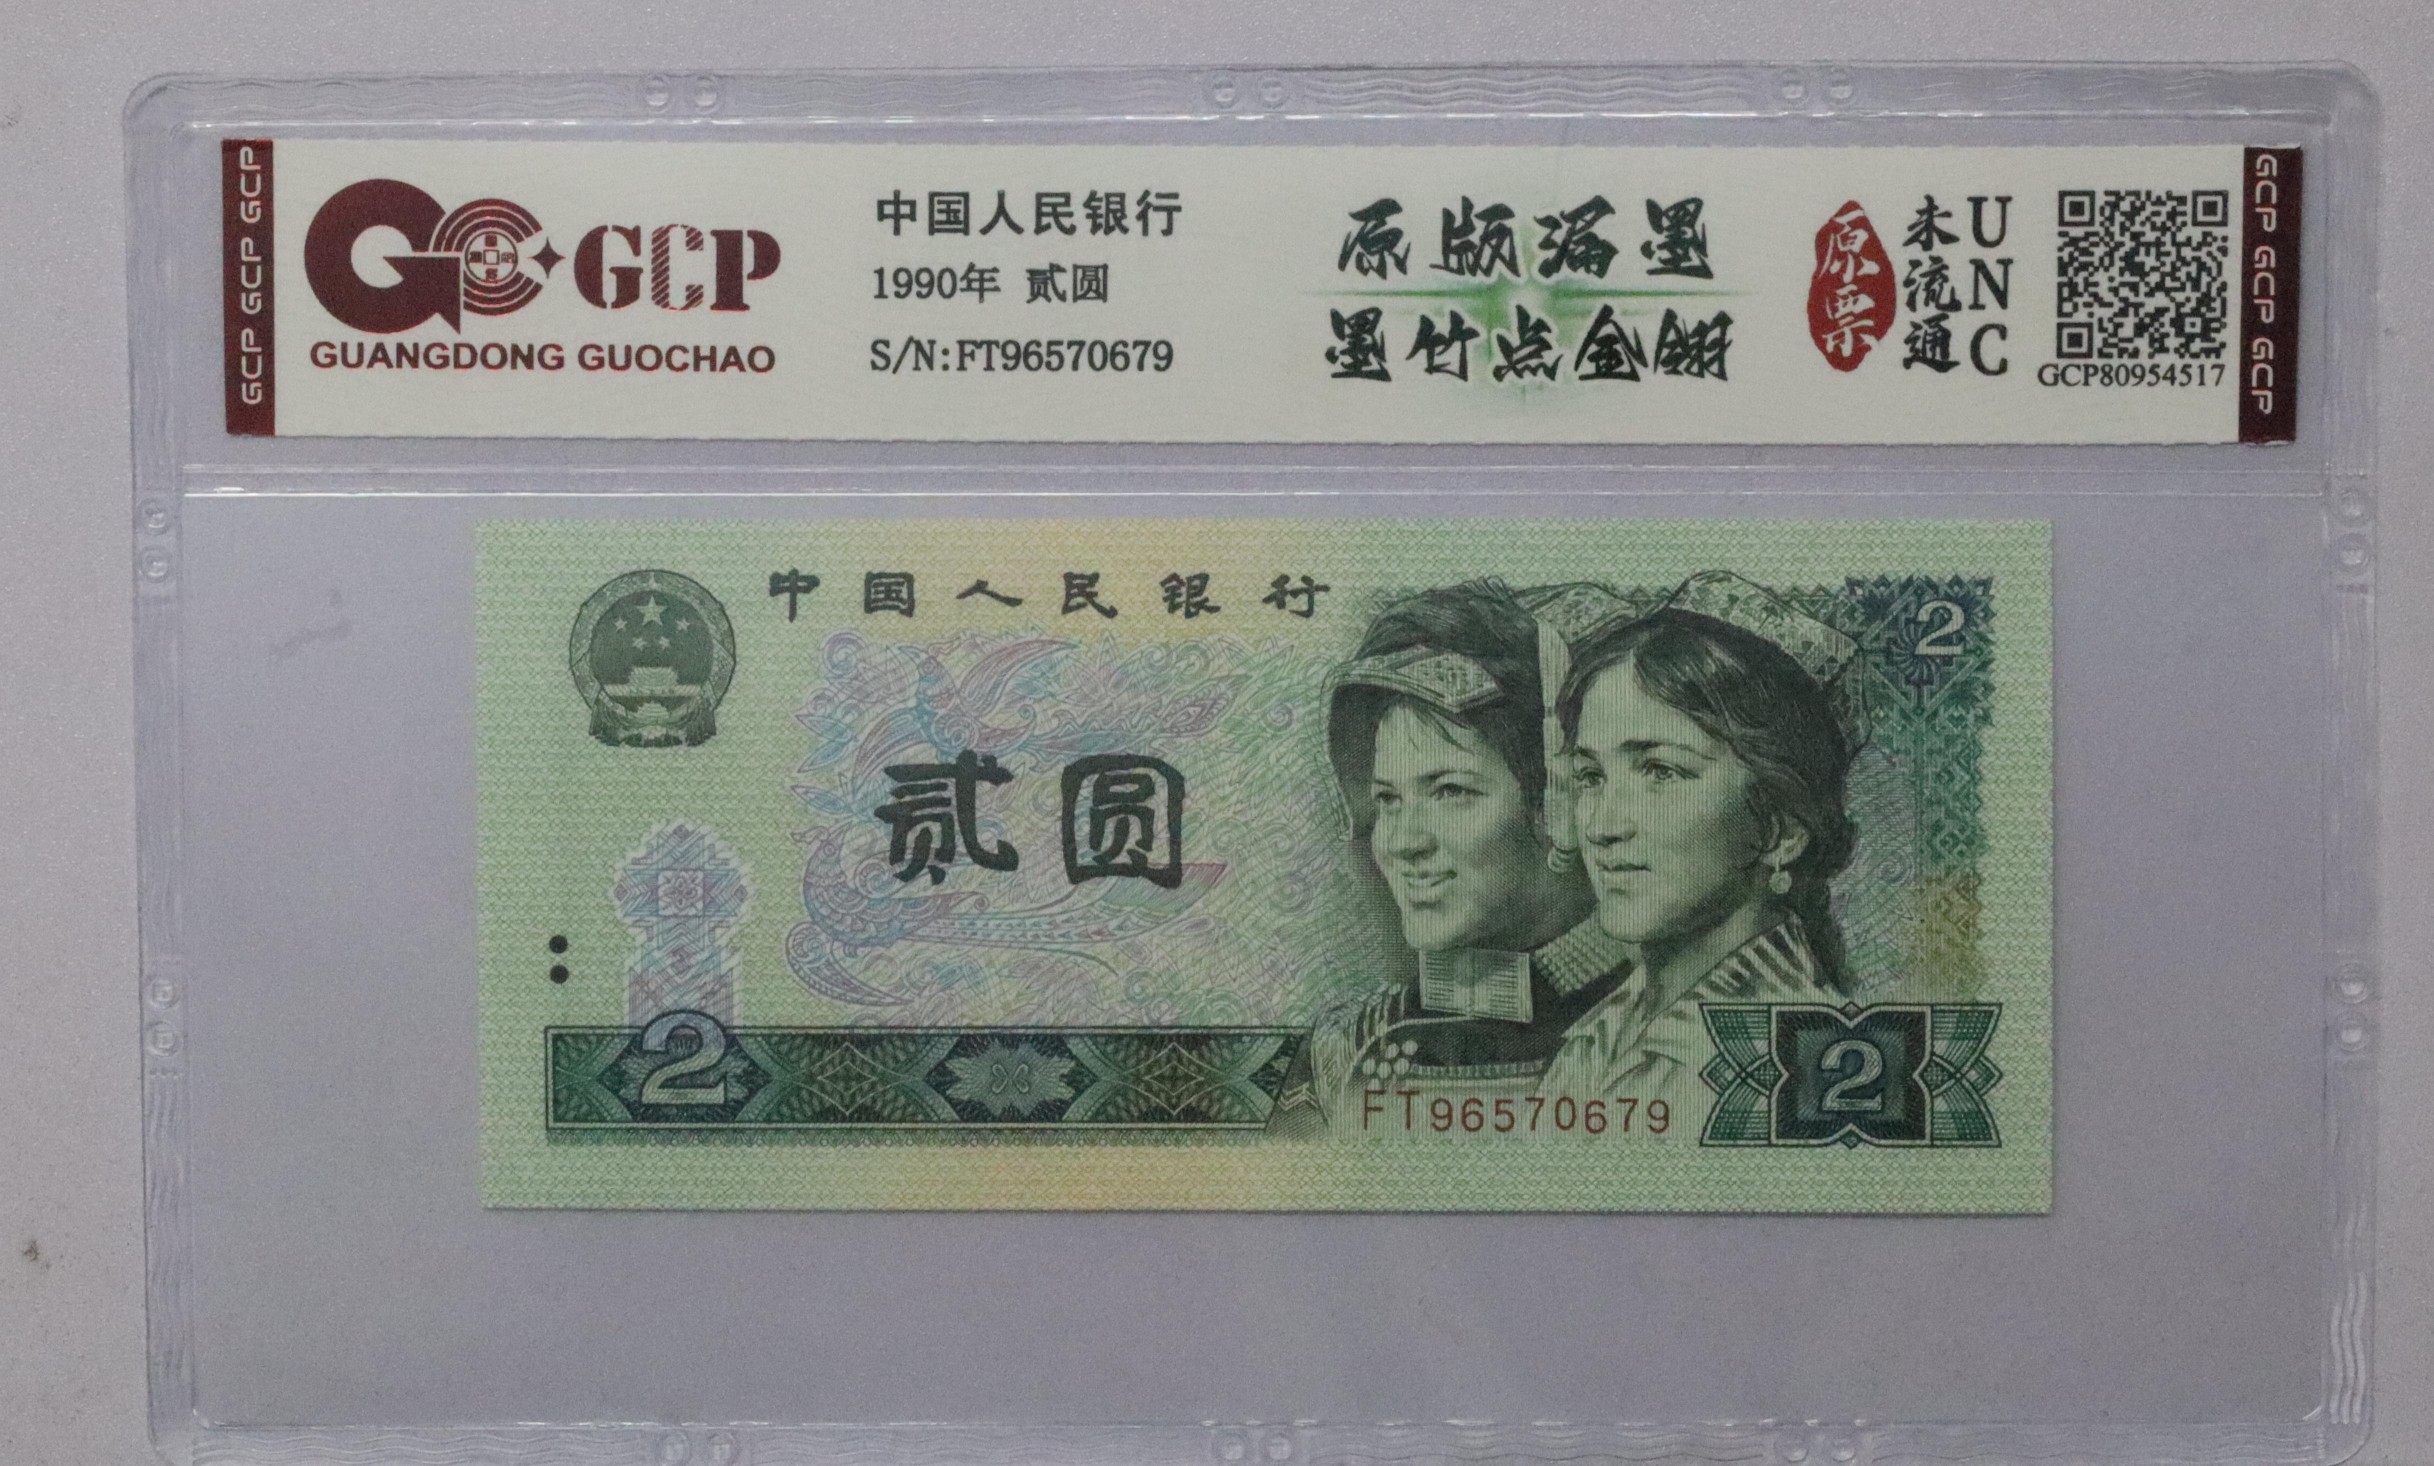 GCP GCP GCP
GCP
GUANGDONG GUOCHAO
中国人民银行
1990年 贰圆
S/N:FT96570679
原版漏墨
墨竹点金翅
原票
未流通
UNC
GCP80954517
GCP GCP GCP
中国人民银行
2
贰圆
2
FT96570679
2